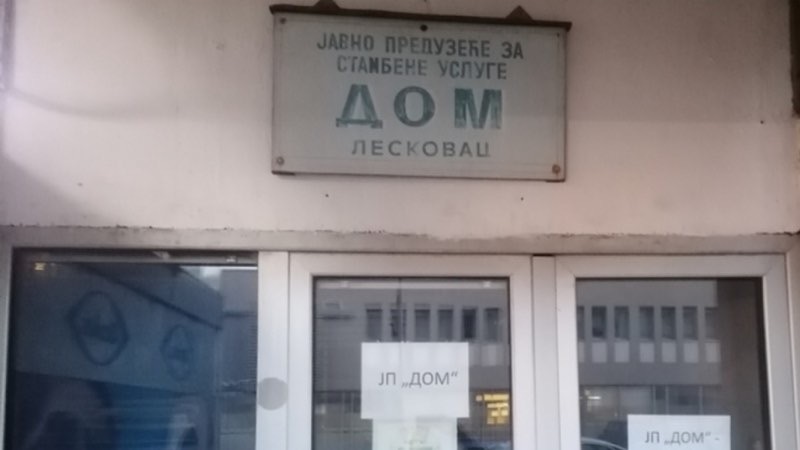 ЈАВНО ПРЕДУЗЕЋЕ ЗА
СТАМБЕНЕ УСЛУГЕ
ДОМ
ЛЕСКОВАЦ
ЈП „ДОМ“
ЈП „ДОМ“ -